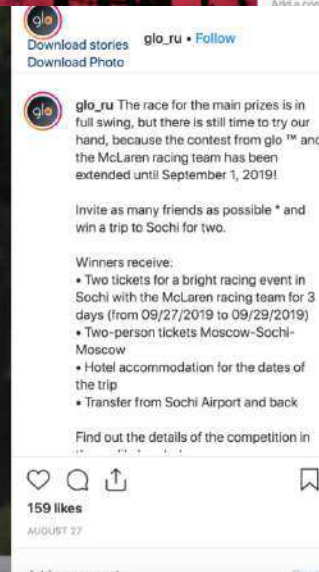 glo
glo_ru • Follow
Download stories
Download Photo
glo
glo_ru The race for the main prizes is in
full swing, but there is still time to try our
hand, because the contest from glo ™ and
the McLaren racing team has been
extended until September 1, 2019!
Invite as many friends as possible * and
win a trip to Sochi for two.
Winners receive:
• Two tickets for a bright racing event in
Sochi with the McLaren racing team for 3
days (from 09/27/2019 to 09/29/2019)
• Two-person tickets Moscow-Sochi-
Moscow
• Hotel accommodation for the dates of
the trip
• Transfer from Sochi Airport and back
Find out the details of the competition in
159 likes
AUGUST 27